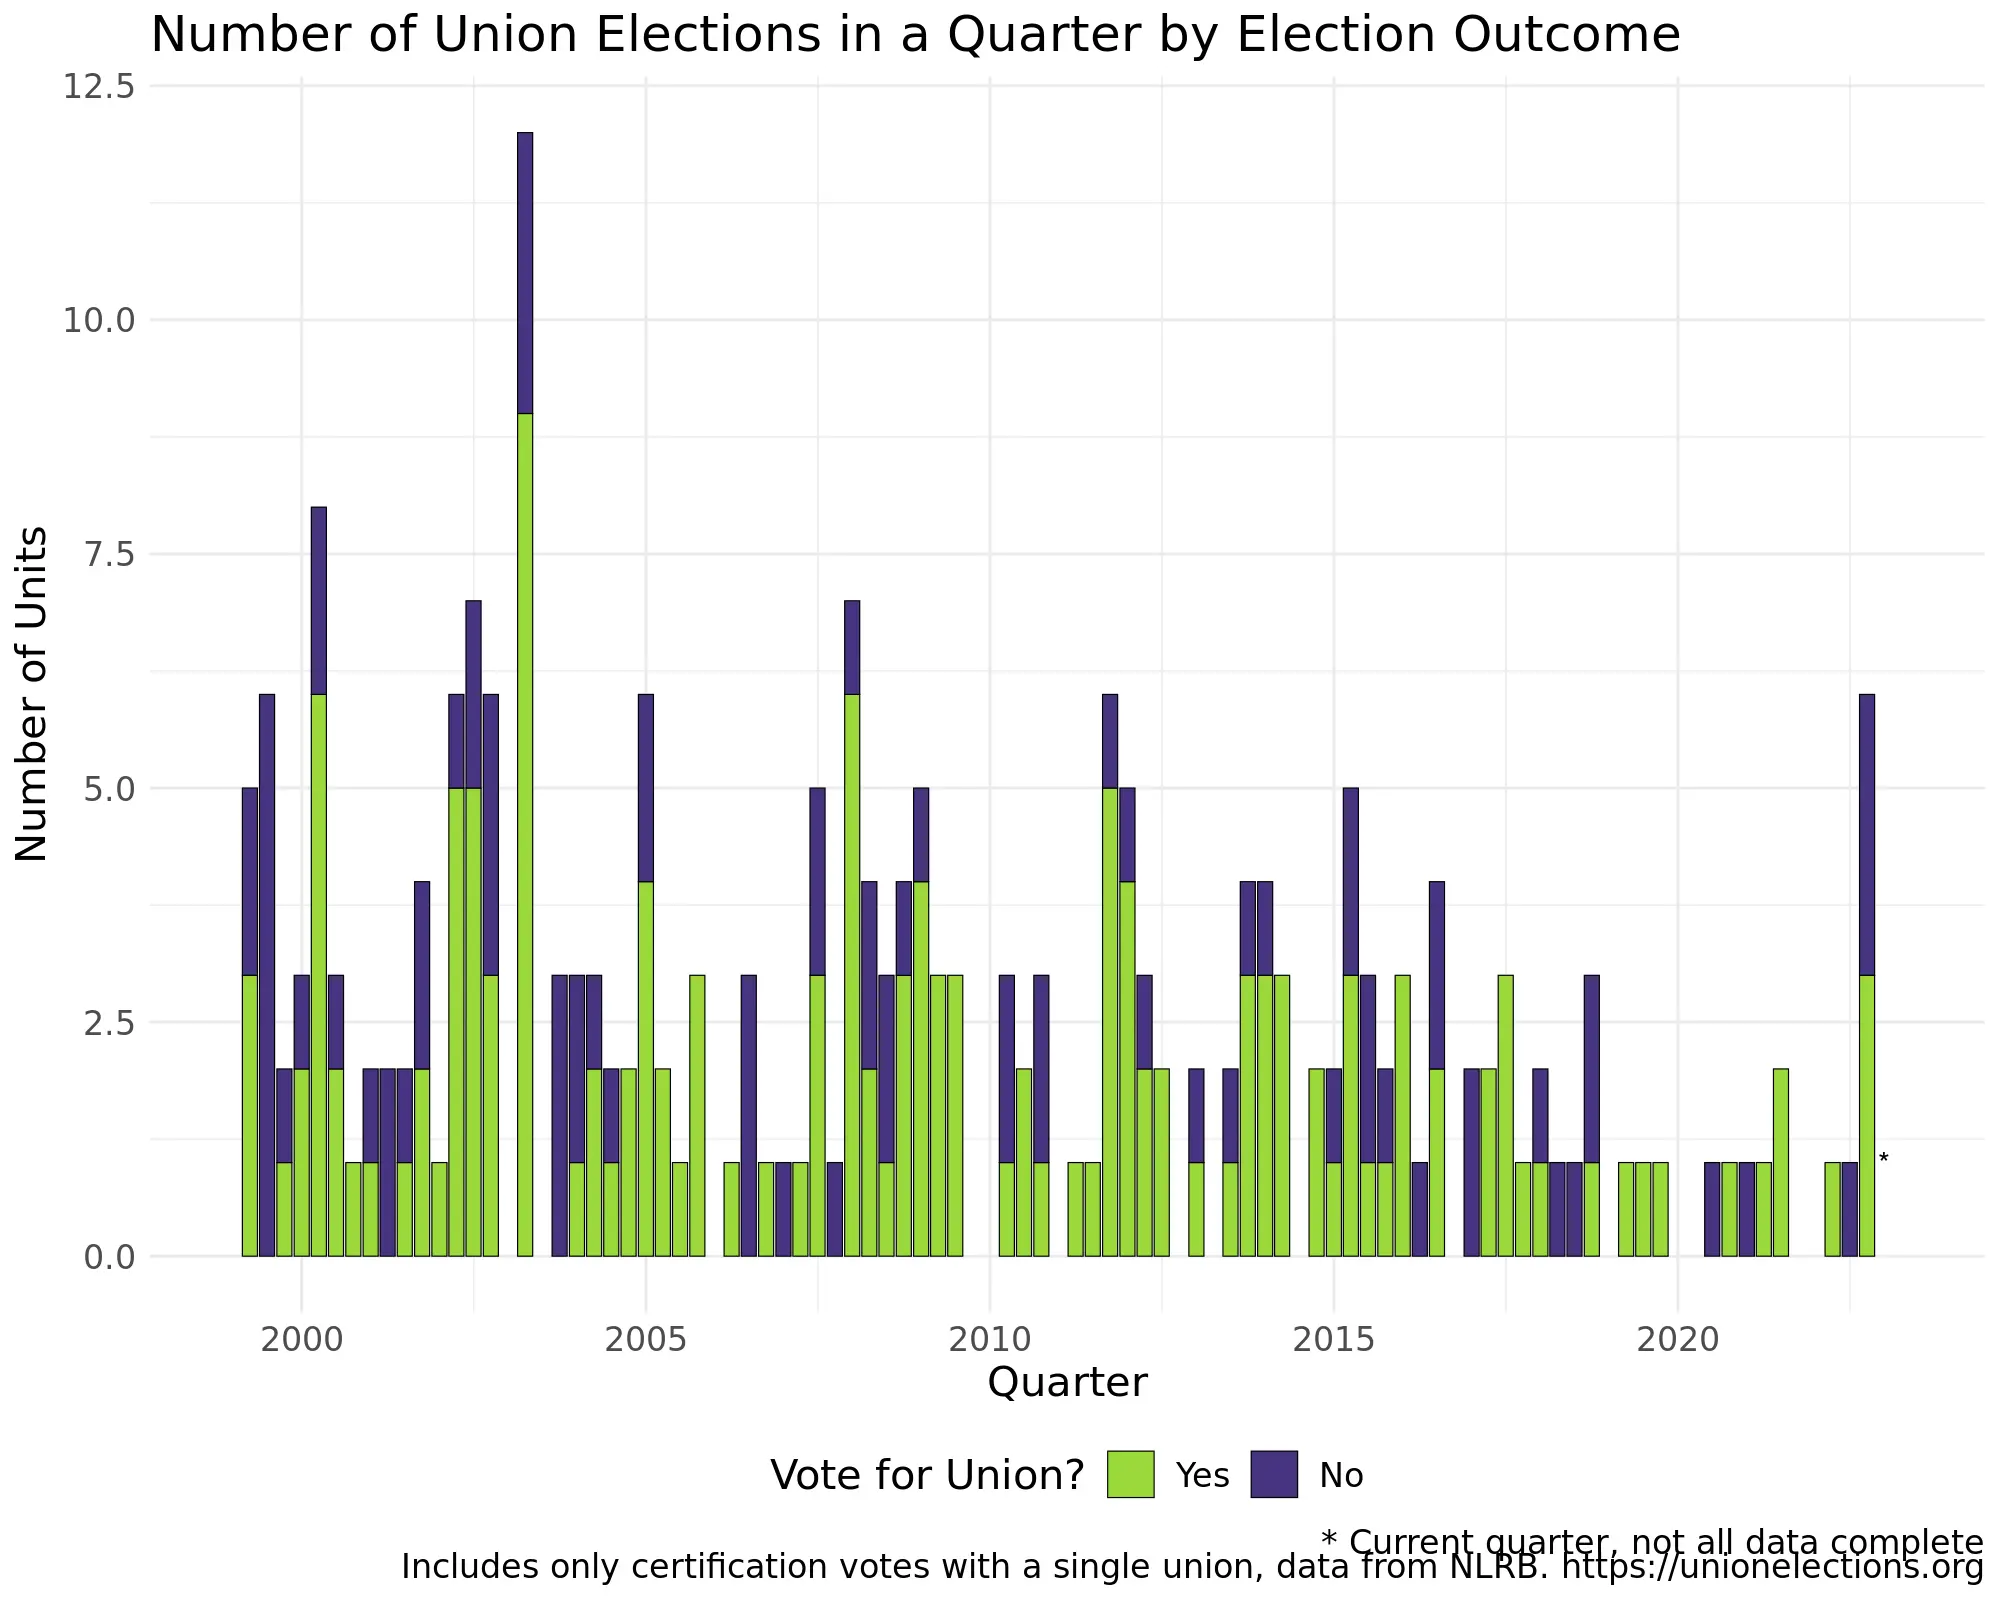 Number of Union Elections in a Quarter by Election Outcome
12.5
10.0
7.5
5.0
2.5
0.0
Number of Units
*
2000 2005 2010 2015 2020
Quarter
Vote for Union? Yes No
* Current quarter, not all data complete
Includes only certification votes with a single union, data from NLRB. https://unionelections.org